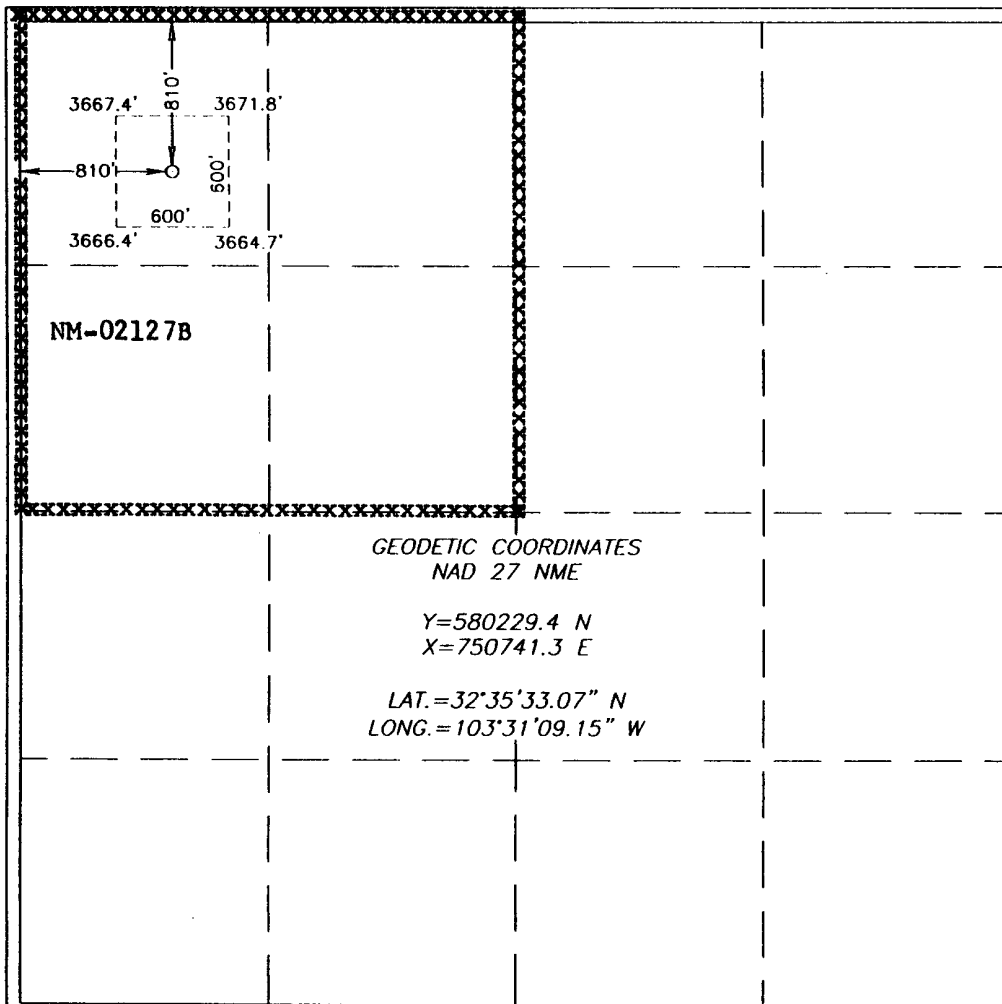 810'
3667.4' 3671.8'
810'
600'
600'
3666.4' 3664.7'
NM-02127B
GEODETIC COORDINATES
NAD 27 NME
Y=580229.4 N
X=750741.3 E
LAT.=32°35'33.07" N
LONG.=103°31'09.15" W